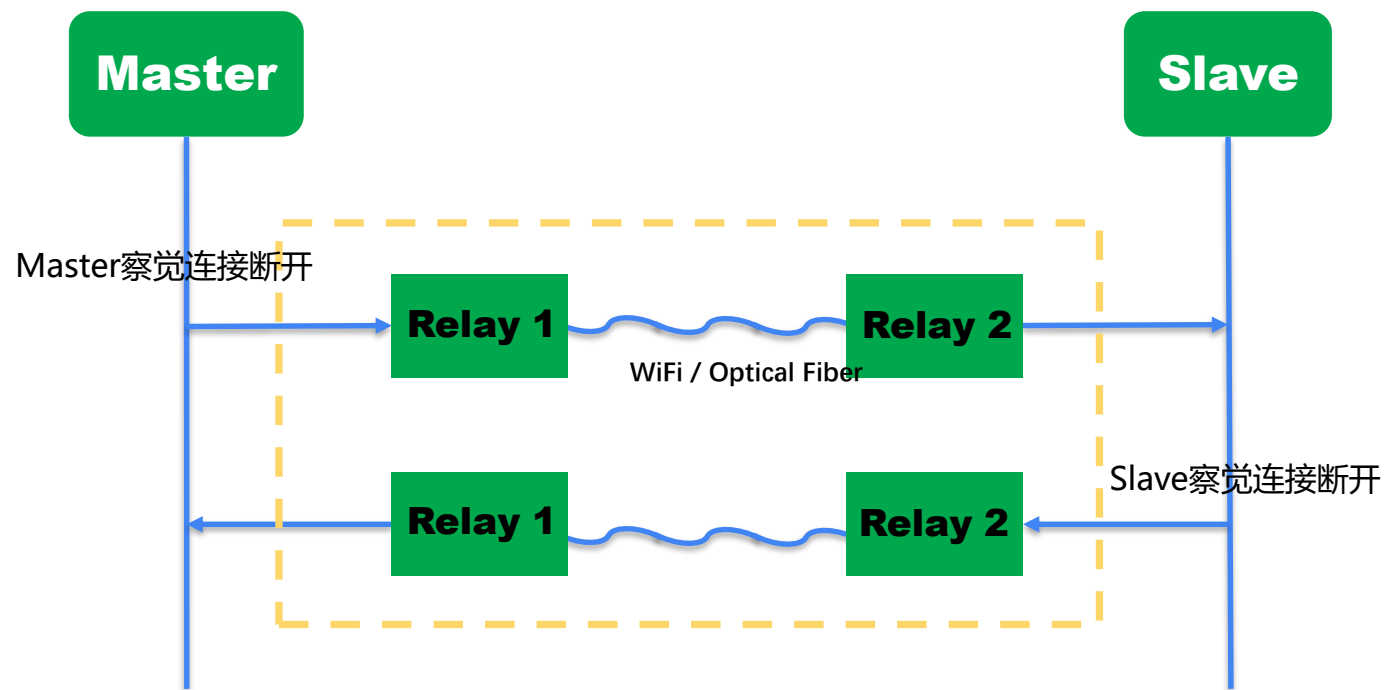 Master
Slave
Master察觉连接断开
Relay 1
Relay 2
WiFi / Optical Fiber
Slave察觉连接断开
Relay 1
Relay 2